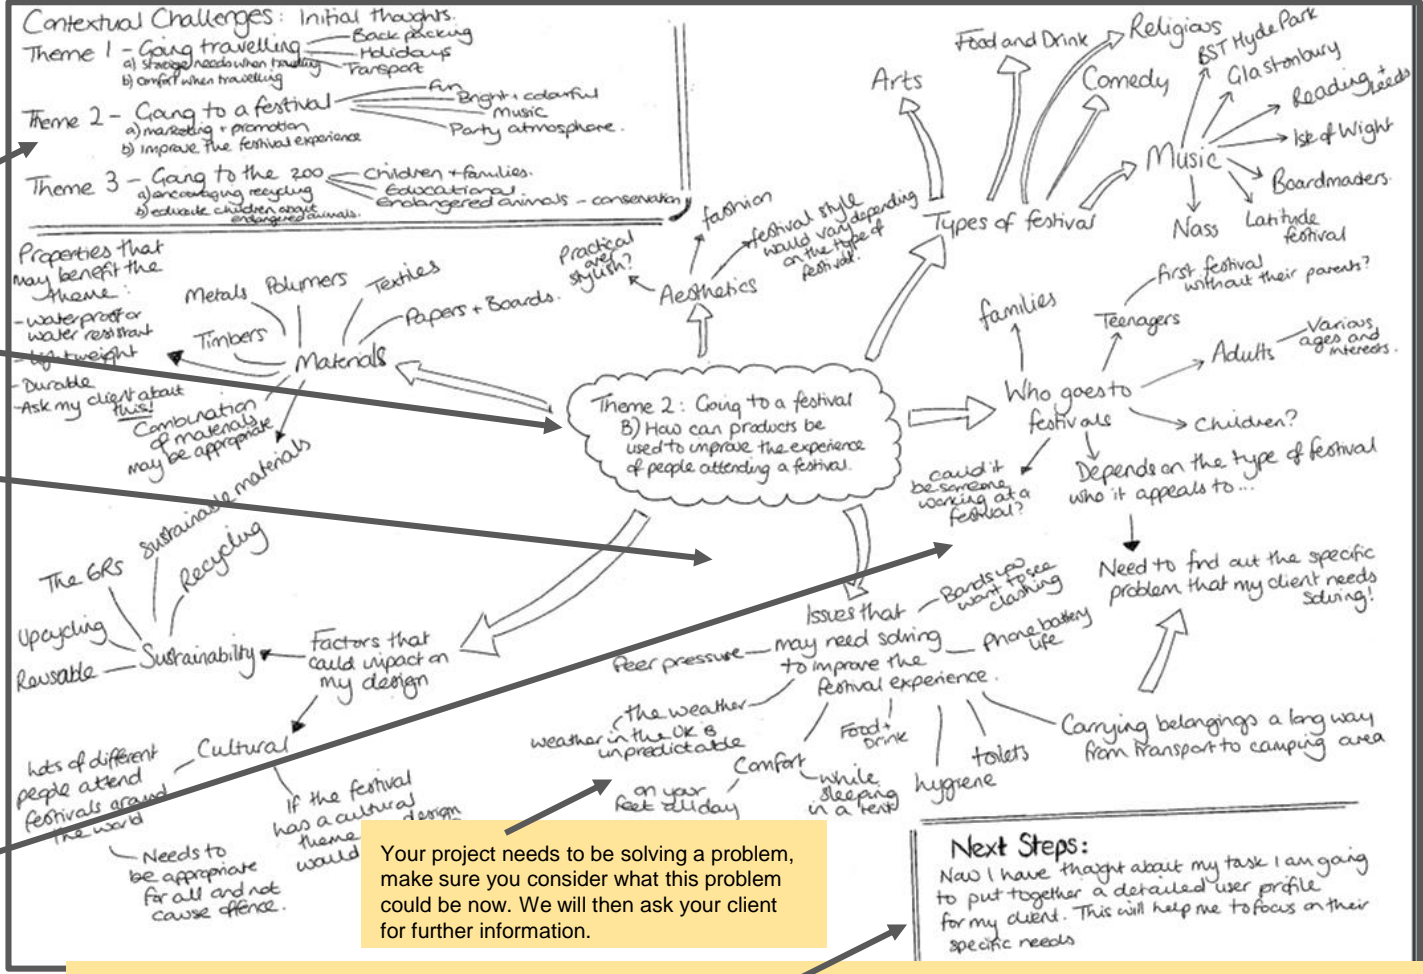 Contextual Challenges: Initial thoughts.
Theme 1 - Going travelling
a) storage needs when traveling
b) comfort when travelling
Back packing
Holidays
Transport
Theme 2 - Going to a festival
a) marketing + promotion
b) improve the festival experience
Fun
Bright + colourful
Music
Party atmosphere.
Theme 3 - Going to the zoo
a) encouraging recycling
b) educate children about
endangered animals.
Children + families.
Educational
Endangered animals - conservation
Properties that
may benefit the
theme:
- waterproof or
water resistant
- Lightweight
- Durable
- Ask my client about
this!
Metals
Polymers
Textiles
Timbers
Papers + Boards.
Materials
Combination
of materials
may be appropriate
Practical
over
stylish?
fashion
festival style
would vary depending
on the type of
festival!
Aesthetics
Arts
Food and Drink
Religious
Comedy
Types of festival
Music
BST Hyde Park
Glastonbury
Reading +
Leeds
Isle of Wight
Boardmasters.
Latitude
festival
Nass
Theme 2: Going to a festival
B) How can products be
used to improve the experience
of people attending a festival.
Who goes to
festivals
families
Teenagers
first festival
without their parents?
Adults
Various
ages and
interests.
Children?
could it
be someone
working at a
festival?
Depends on the type of festival
who it appeals to...
Need to find out the specific
problem that my client needs
solving!
sustainable materials
The 6Rs
Recycling
Upcycling
Reusable
Sustainability
Factors that
could impact on
my design
Cultural
Lots of different
people attend
festivals around
the world
Needs to
be appropriate
for all and not
cause offence.
If the festival
has a cultural
theme design
would
Issues that
may need solving
to improve the
festival experience.
Bands you
want to see
clashing
Phone battery
life
Peer pressure
the weather
weather in the UK is
unpredictable
Comfort
on your
feet all day
while
sleeping
in a tent
Food +
Drink
hygiene
toilets
Carrying belongings a long way
from transport to camping area
Your project needs to be solving a problem,
make sure you consider what this problem
could be now. We will then ask your client
for further information.
Next Steps:
Now I have thought about my task I am going
to put together a detailed user profile
for my client. This will help me to focus on their
specific needs